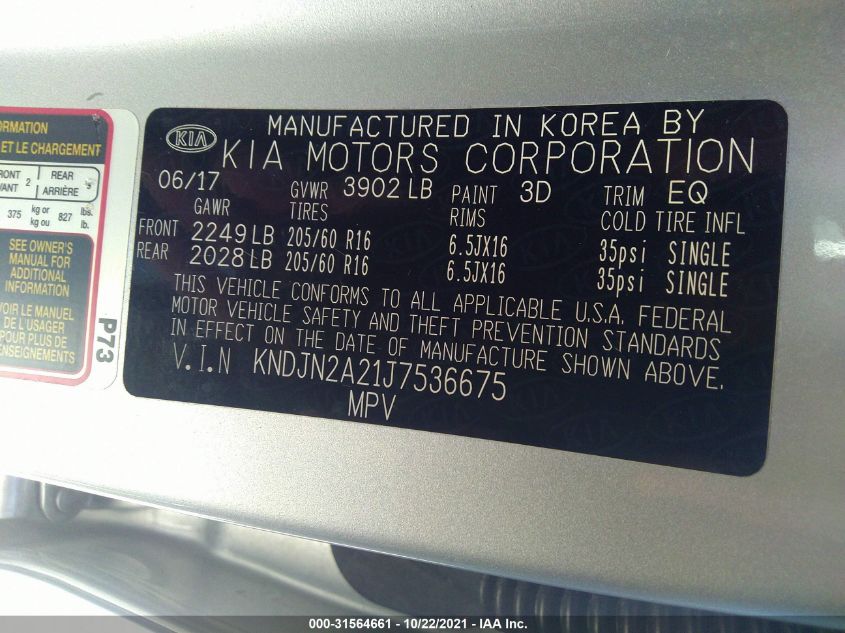 ORMATION
ET LE CHARGEMENT
FRONT 2 REAR
VANT ARRIÈRE
375 kg or 827 lbs.
kg ou lb.
SEE OWNER'S
MANUAL FOR
ADDITIONAL
INFORMATION
VOIR LE MANUEL
DE L'USAGER
POUR PLUS DE
ENSEIGNEMENTS
P73
KIA
MANUFACTURED IN KOREA BY
KIA MOTORS CORPORATION
06/17 GVWR 3902 LB PAINT 3D TRIM EQ
GAWR TIRES RIMS COLD TIRE INFL
FRONT 2249 LB 205/60 R16 6.5JX16 35psi SINGLE
REAR 2028 LB 205/60 R16 6.5JX16 35psi SINGLE
THIS VEHICLE CONFORMS TO ALL APPLICABLE U.S.A. FEDERAL
MOTOR VEHICLE SAFETY AND THEFT PREVENTION STANDARDS
IN EFFECT ON THE DATE OF MANUFACTURE SHOWN ABOVE.
V.I.N KNDJN2A21J7536675
MPV
000-31564661 - 10/22/2021 - IAA Inc.